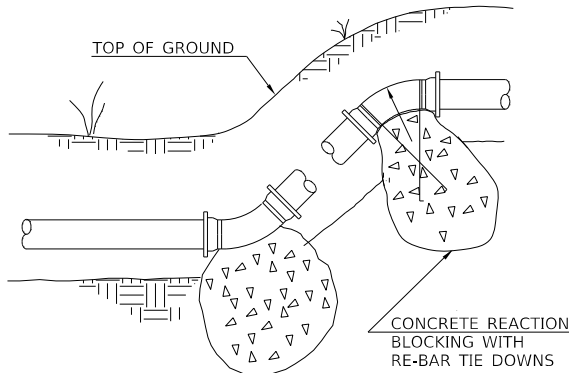 TOP OF GROUND
CONCRETE REACTION
BLOCKING WITH
RE-BAR TIE DOWNS